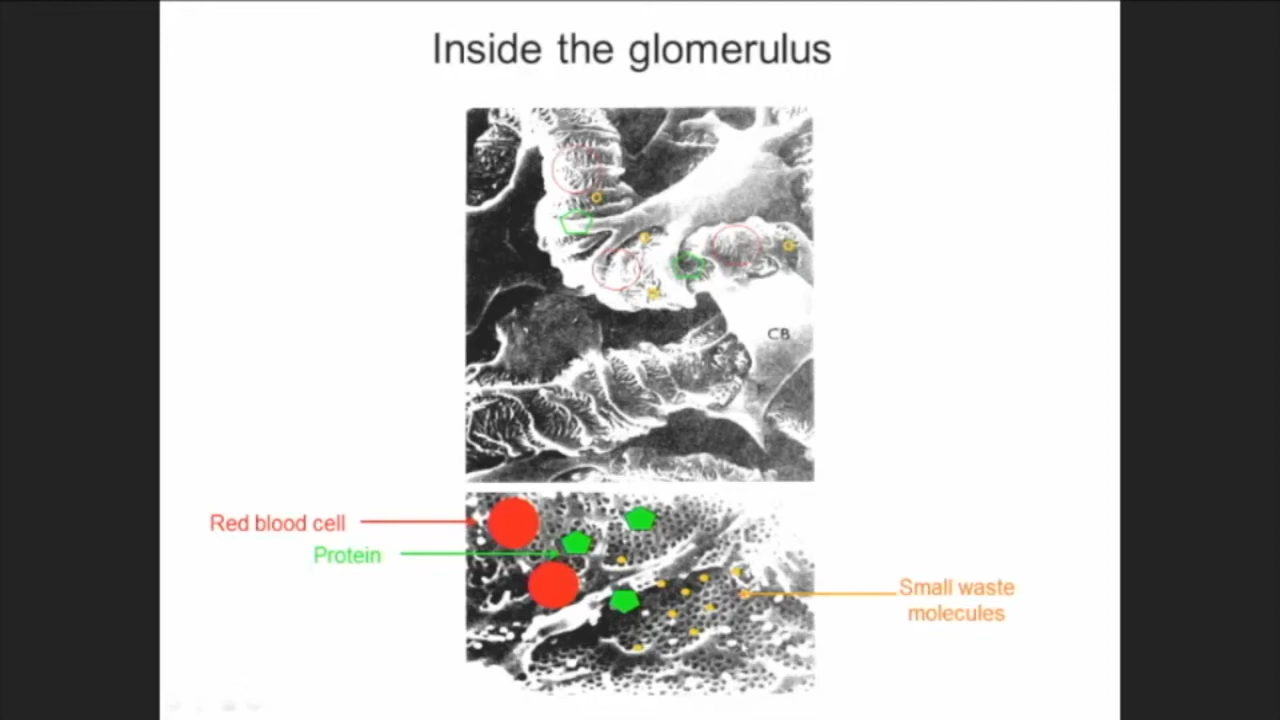 Inside the glomerulus
CB
Red blood cell
Protein
Small waste
molecules